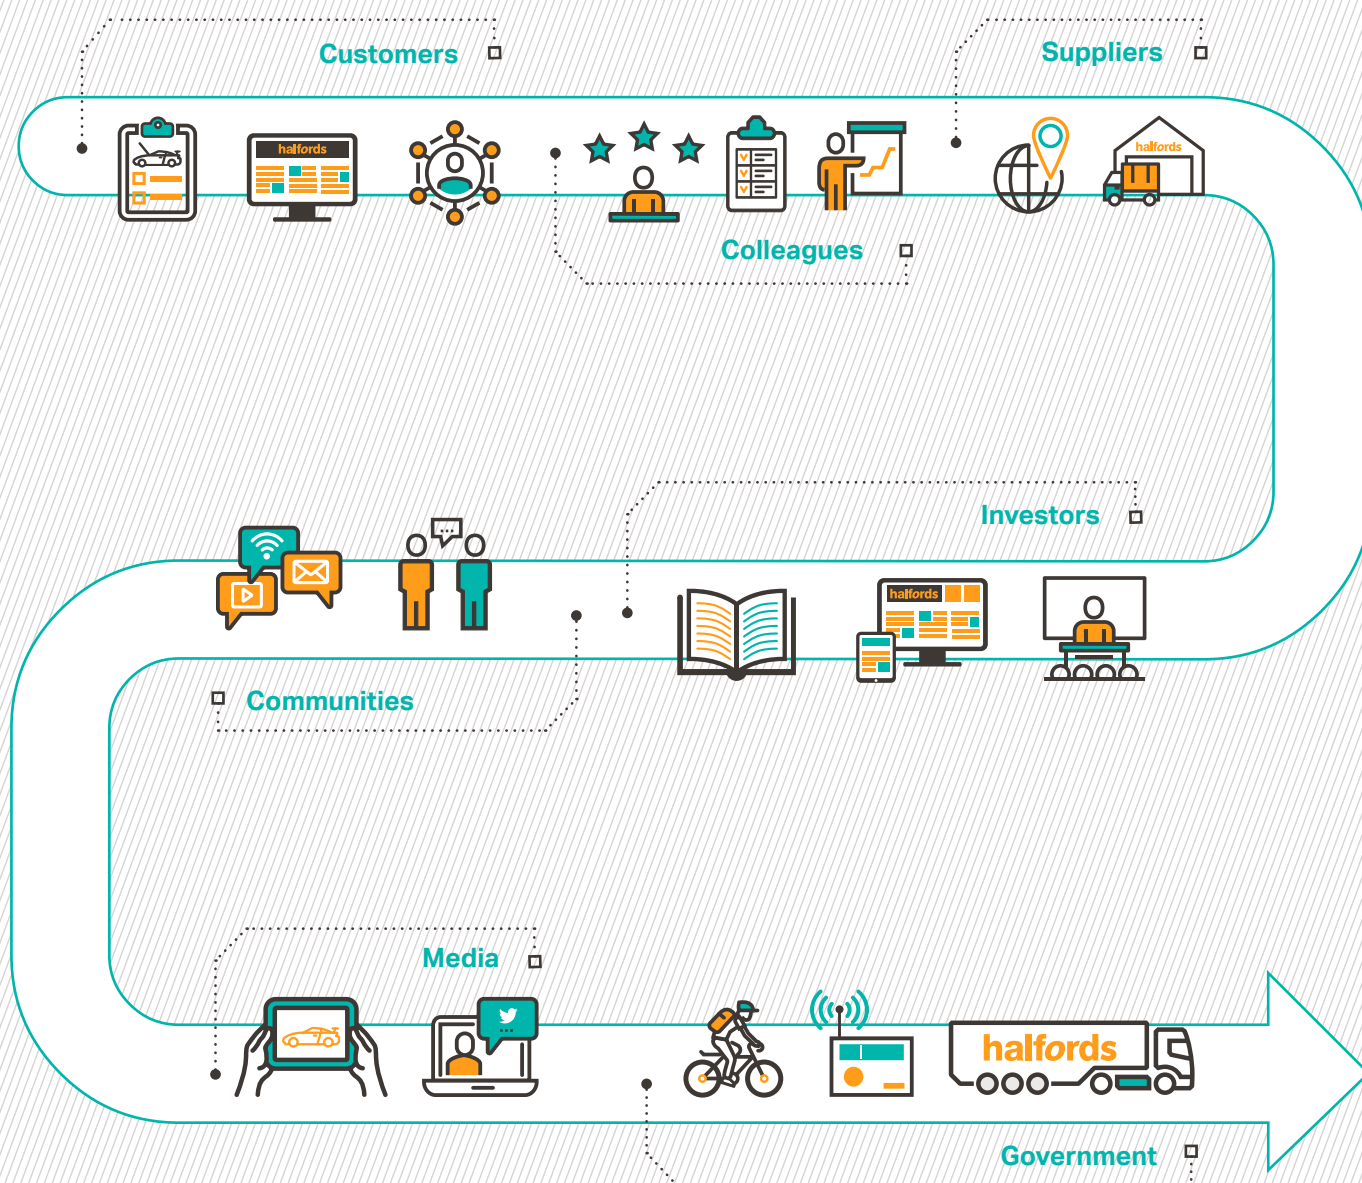 Customers
Suppliers
halfords
halfords
Colleagues
Investors
halfords
Communities
Media
halfords
Government